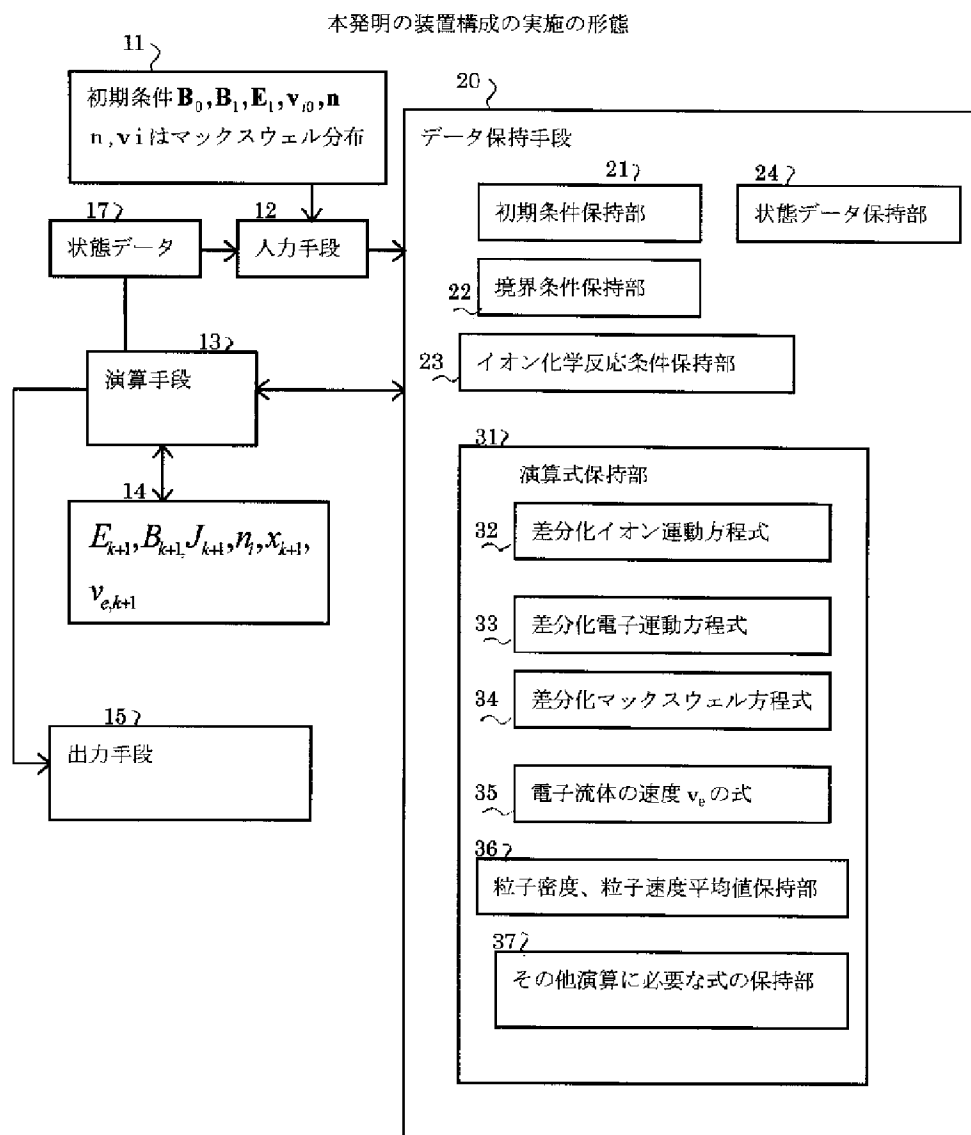 本発明の装置構成の実施の形態
11
初期条件 B₀,B₁,E₁,vᵢ₀,n
n,viはマックスウェル分布
20
データ保持手段
21
初期条件保持部
24
状態データ保持部
17
状態データ
12
入力手段
22
境界条件保持部
23
イオン化学反応条件保持部
13
演算手段
14
E_{k+1},B_{k+1},J_{k+1},n_i,x_{k+1},
v_{e,k+1}
15
出力手段
31
演算式保持部
32
差分化イオン運動方程式
33
差分化電子運動方程式
34
差分化マックスウェル方程式
35
電子流体の速度 vₑ の式
36
粒子密度、粒子速度平均値保持部
37
その他演算に必要な式の保持部